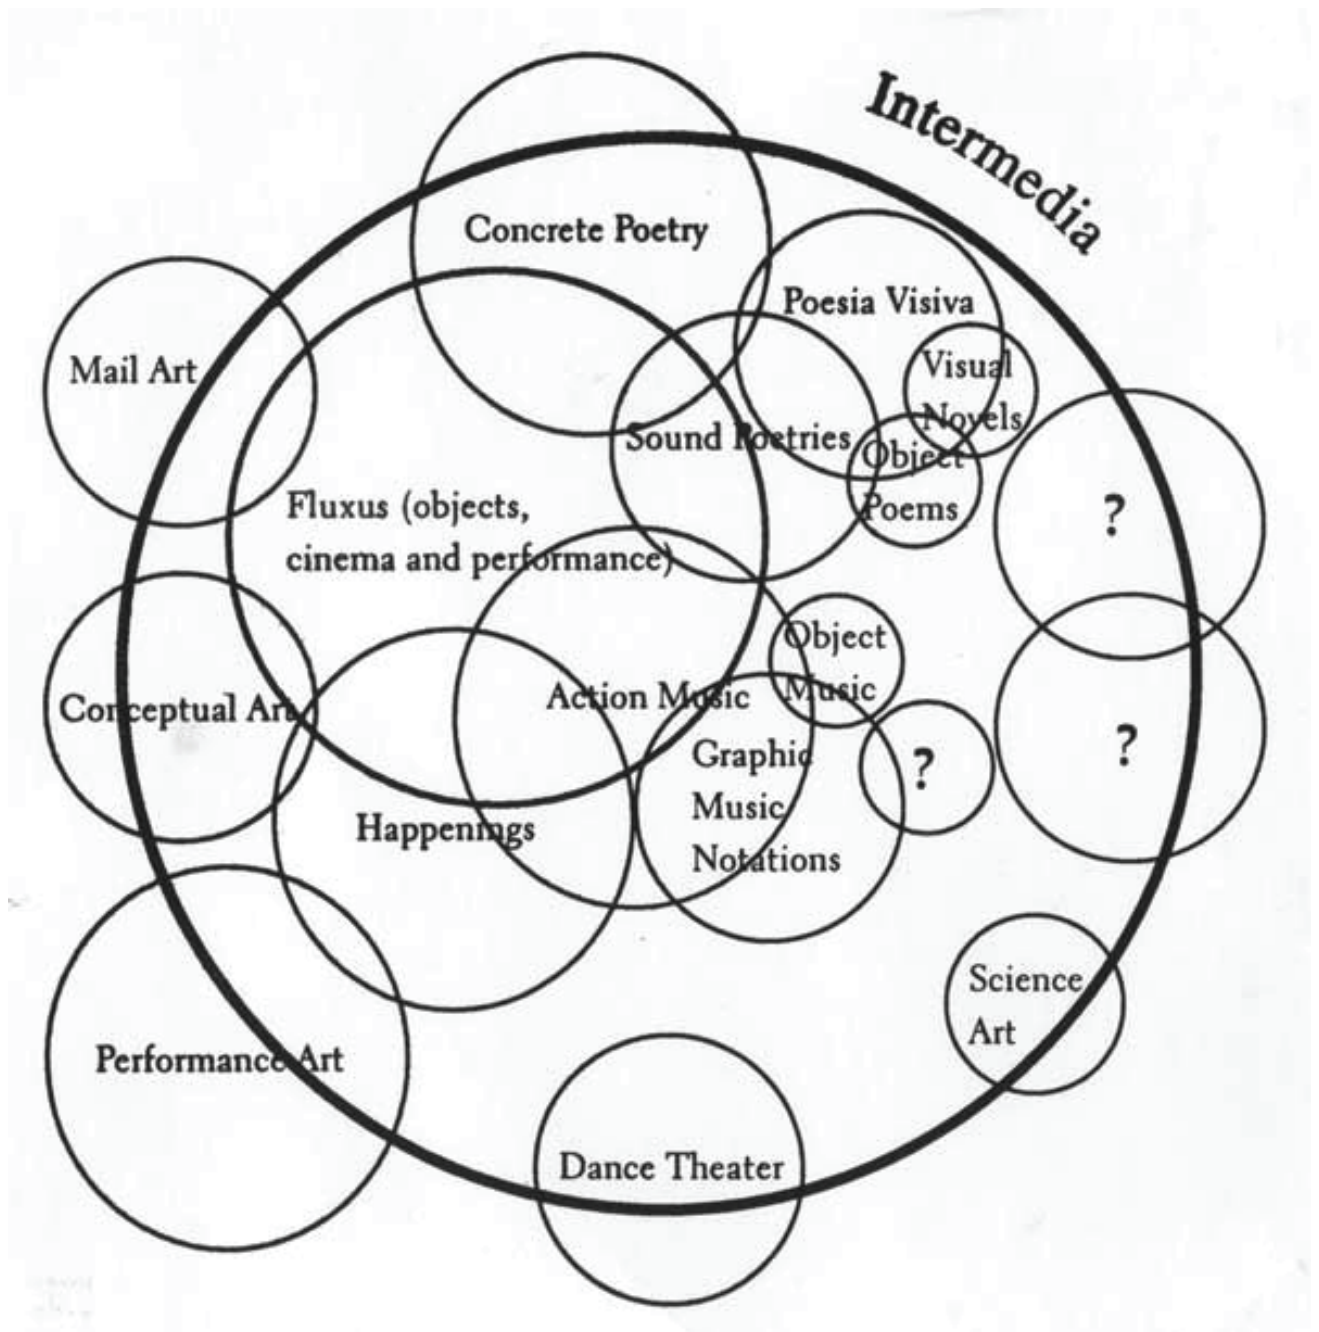 Intermedia
Concrete Poetry
Poesia Visiva
Mail Art
Visual
Novels
Sound Poetries
Object
Poems
Fluxus (objects,
cinema and performance)
?
Object
Music
Action Music
Conceptual Art
?
Graphic
Music
Notations
?
Happenings
Science
Art
Performance Art
Dance Theater